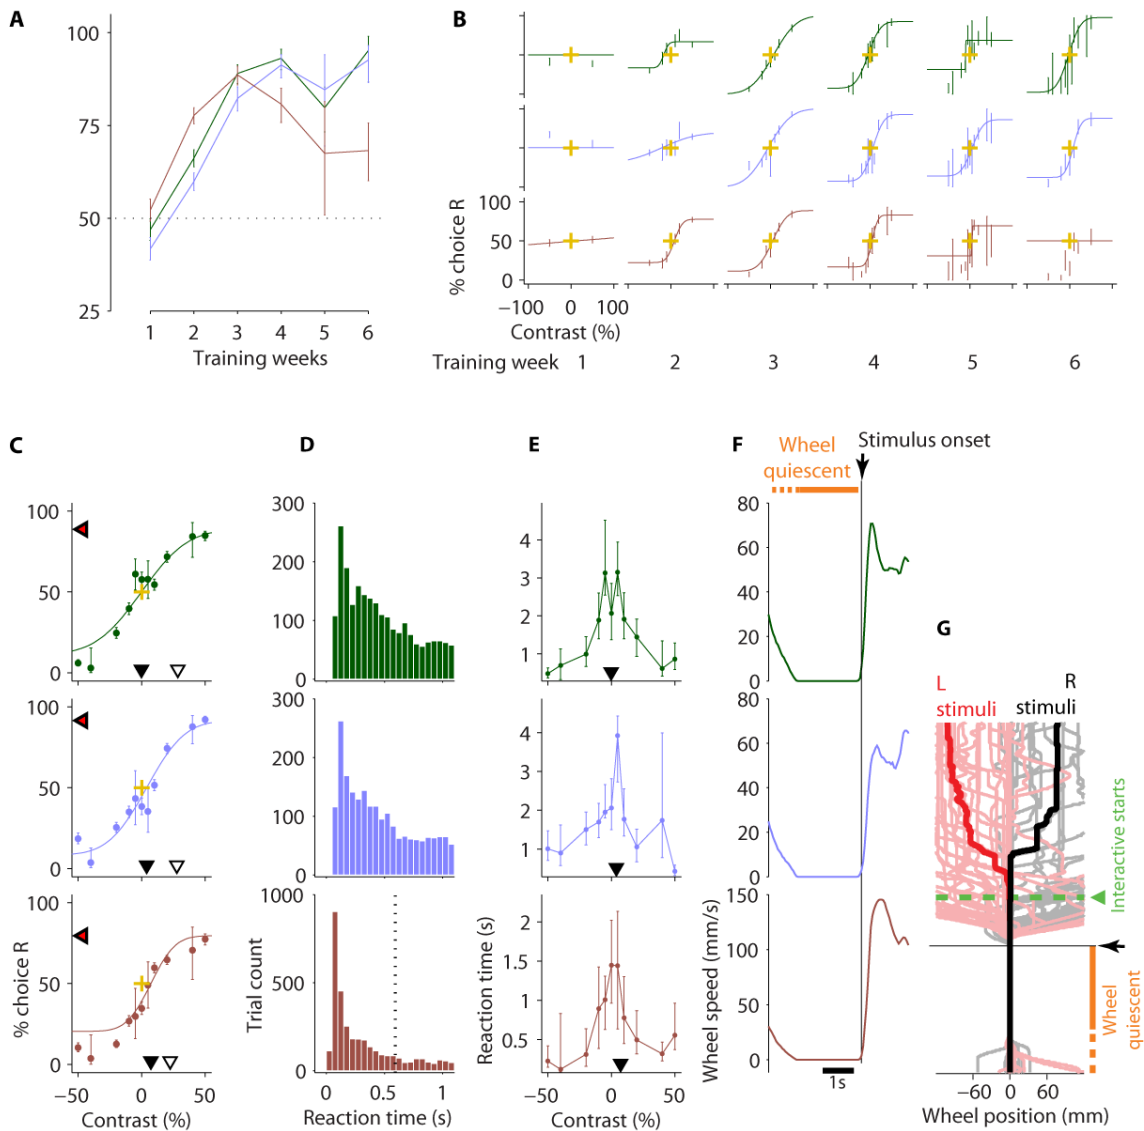 A
100
75
50
25
1 2 3 4 5 6
Training weeks
B
% choice R
100
50
0
−100 0 100
Contrast (%)
Training week 1 2 3 4 5 6
C
100
50
0
100
50
0
% choice R
100
50
0
−50 0 50
Contrast (%)
D
300
200
100
0
300
200
100
0
Trial count
1000
500
0
0 0.5 1
Reaction time (s)
E
4
3
2
1
4
3
2
1
Reaction time (s)
2
1.5
1
0.5
−50 0 50
Contrast (%)
F
Wheel
quiescent
Stimulus onset
80
60
40
20
0
80
60
40
20
0
Wheel speed (mm/s)
150
100
50
0
1s
G
L
stimuli
R
stimuli
Interactive starts
Wheel
quiescent
−60 0 60
Wheel position (mm)